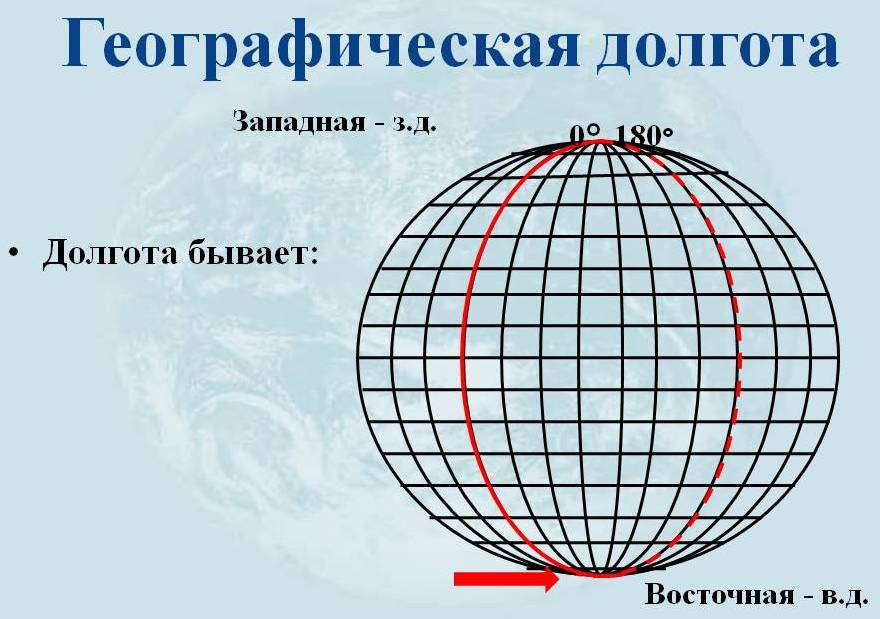 Географическая долгота
Западная - з.д.
0° 180°
• Долгота бывает:
Восточная - в.д.